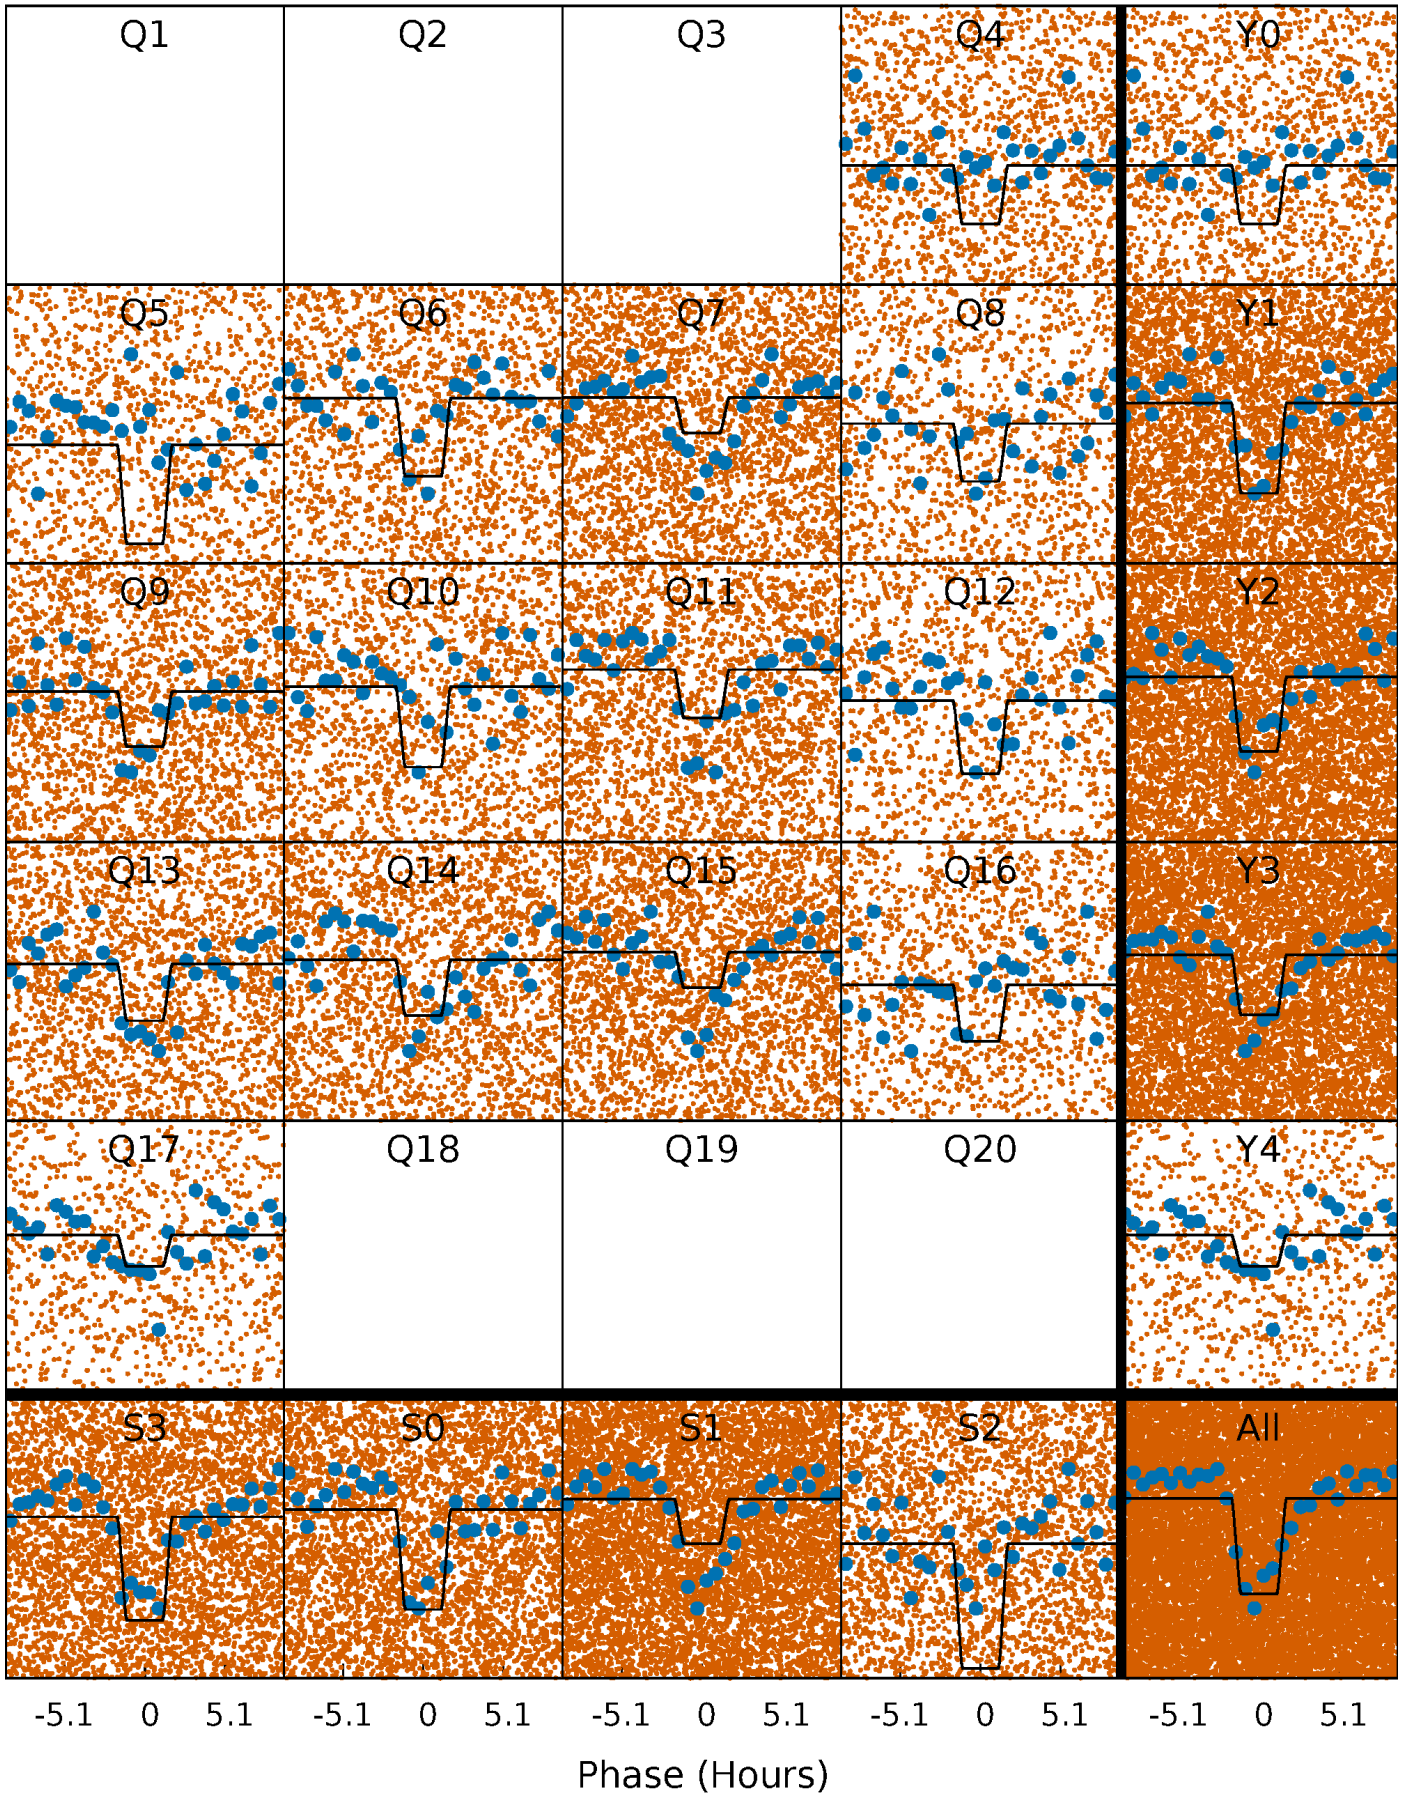 Q1 Q2 Q3 Q4 Y0
Q5 Q6 Q7 Q8 Y1
Q9 Q10 Q11 Q12 Y2
Q13 Q14 Q15 Q16 Y3
Q17 Q18 Q19 Q20 Y4
S3 S0 S1 S2 All
-5.1 0 5.1 -5.1 0 5.1 -5.1 0 5.1 -5.1 0 5.1 -5.1 0 5.1
Phase (Hours)